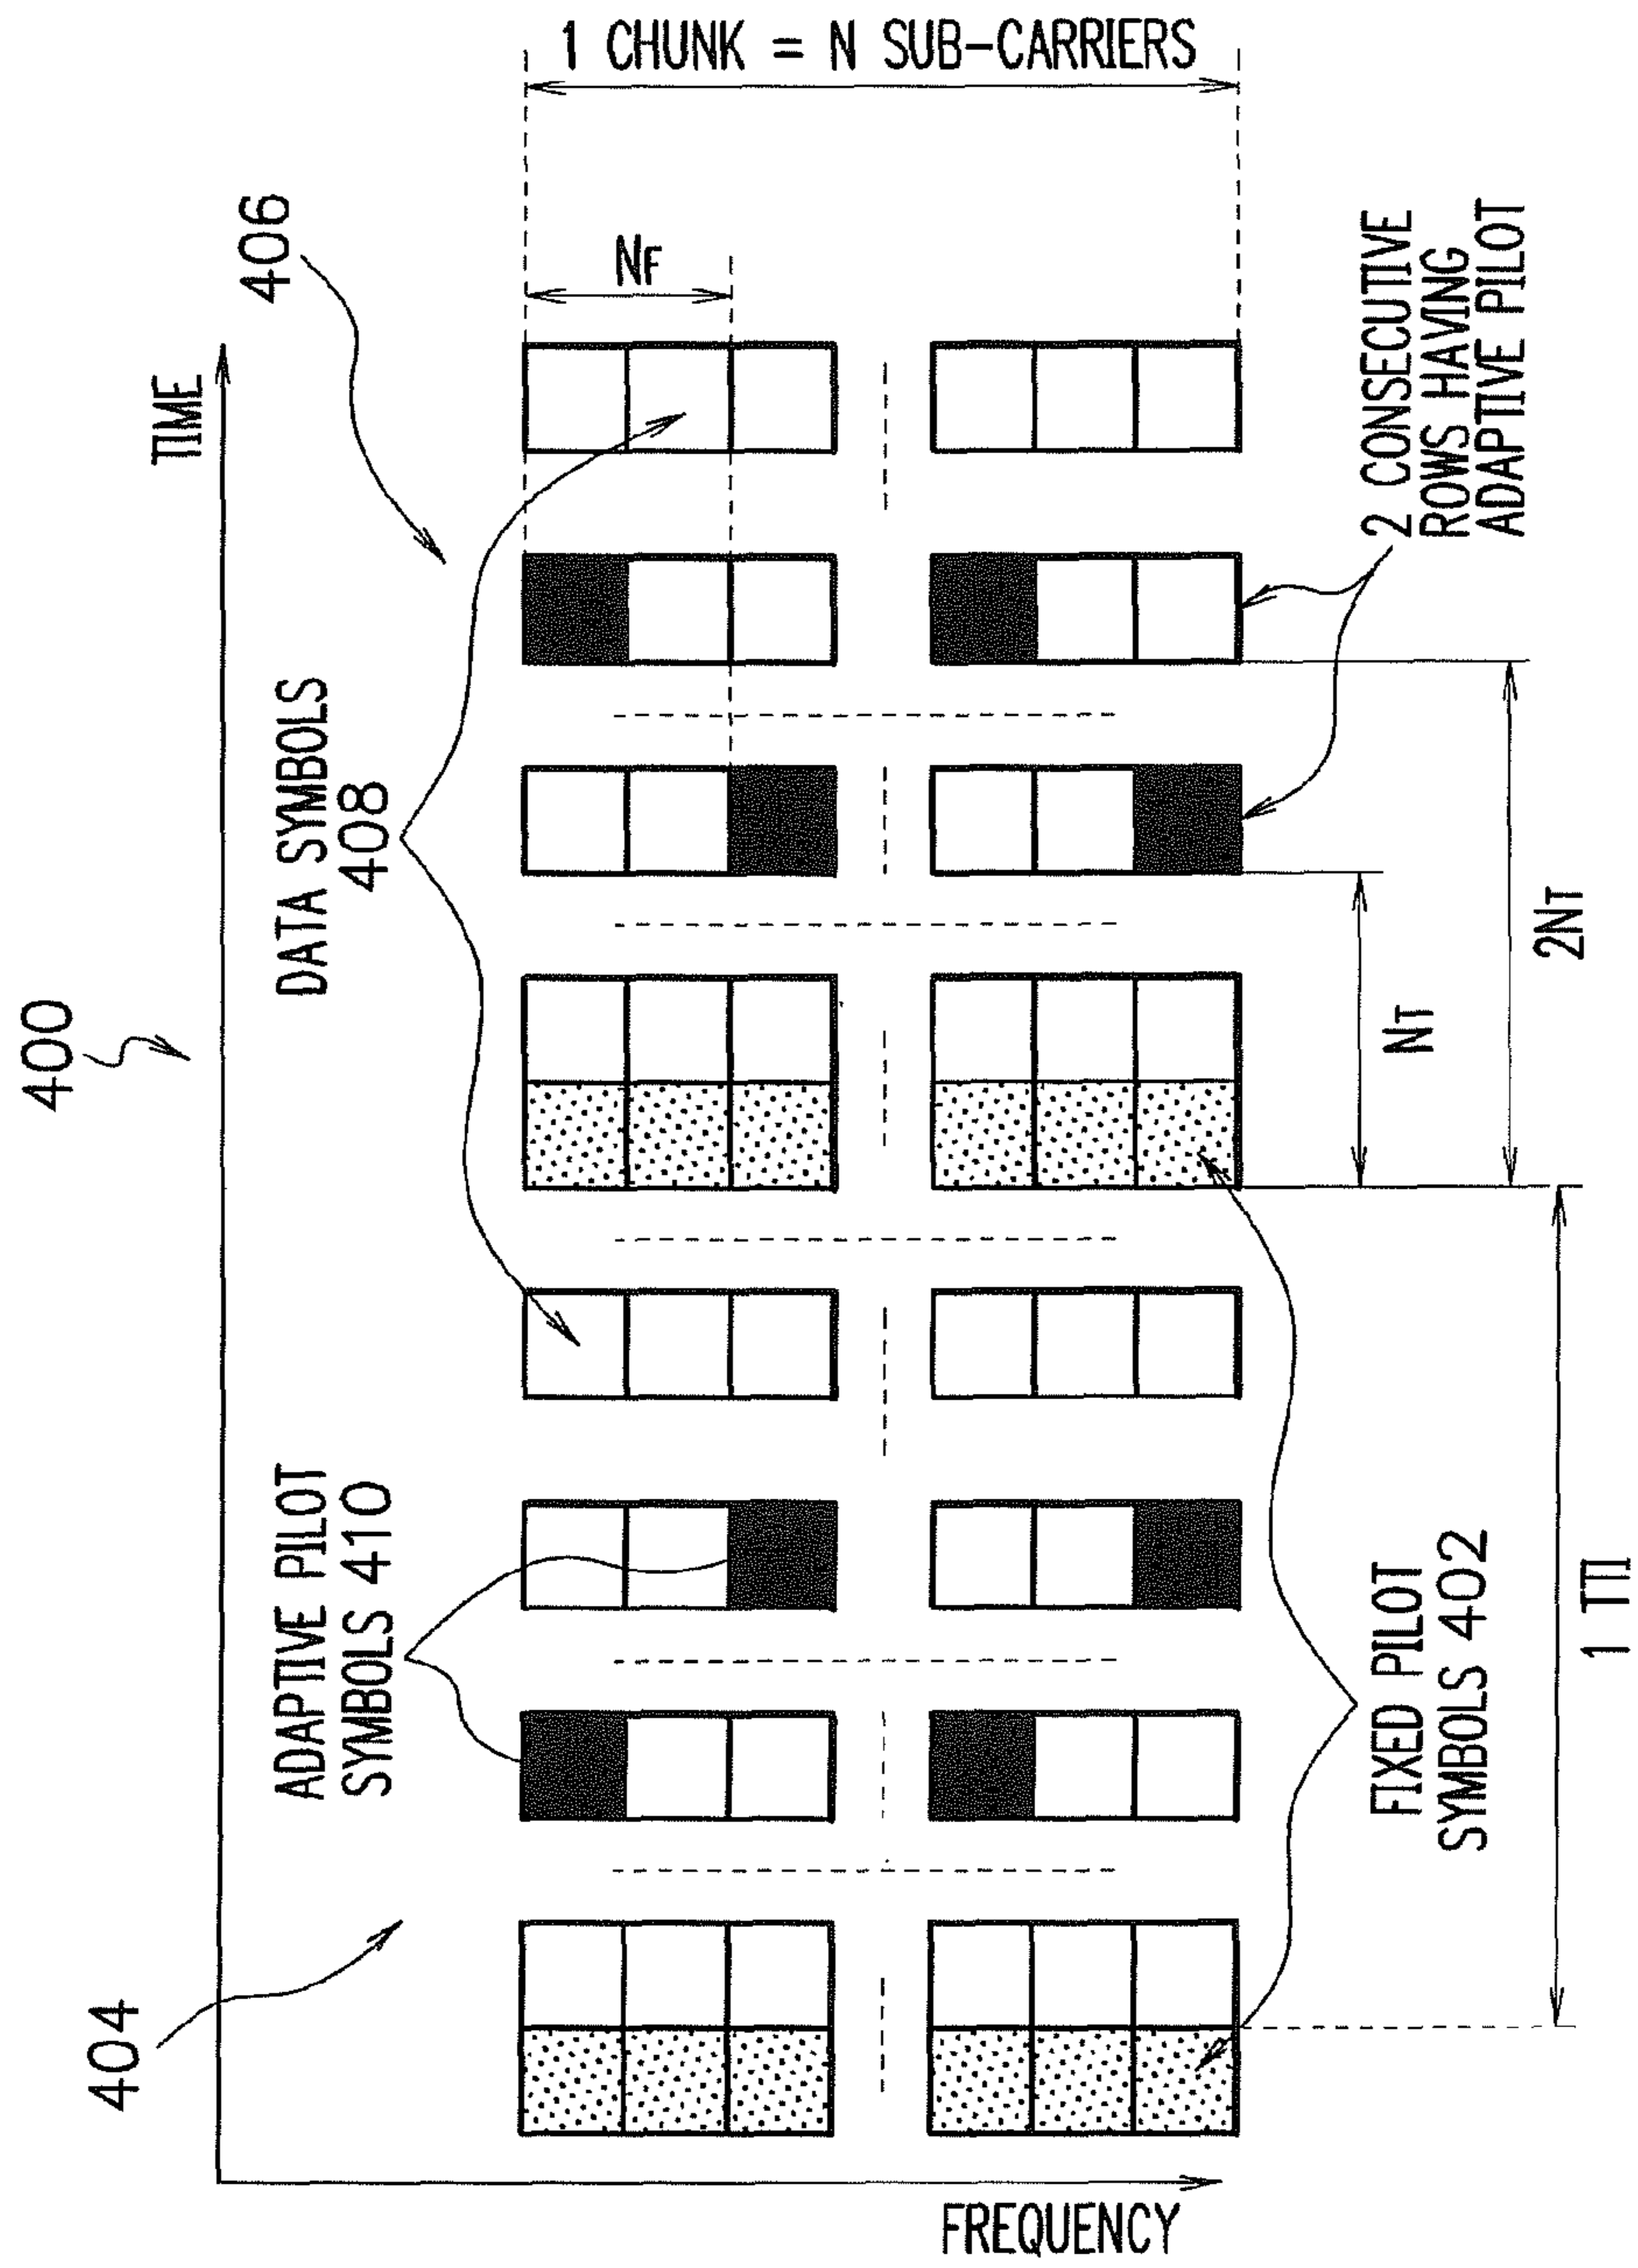 1 CHUNK = N SUB-CARRIERS
406
NF
TIME
2 CONSECUTIVE
ROWS HAVING
ADAPTIVE PILOT
DATA SYMBOLS
408
400
NT
2NT
ADAPTIVE PILOT
SYMBOLS 410
FIXED PILOT
SYMBOLS 402
1 TTI
404
FREQUENCY